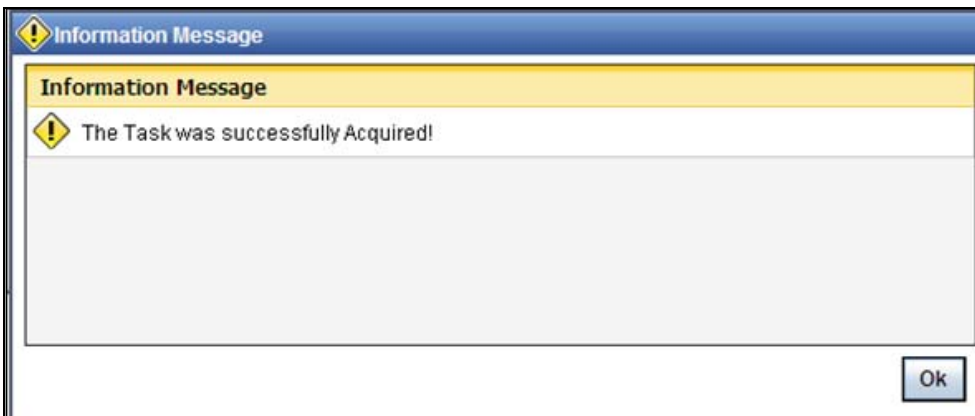 Information Message
Information Message
The Task was successfully Acquired!
Ok